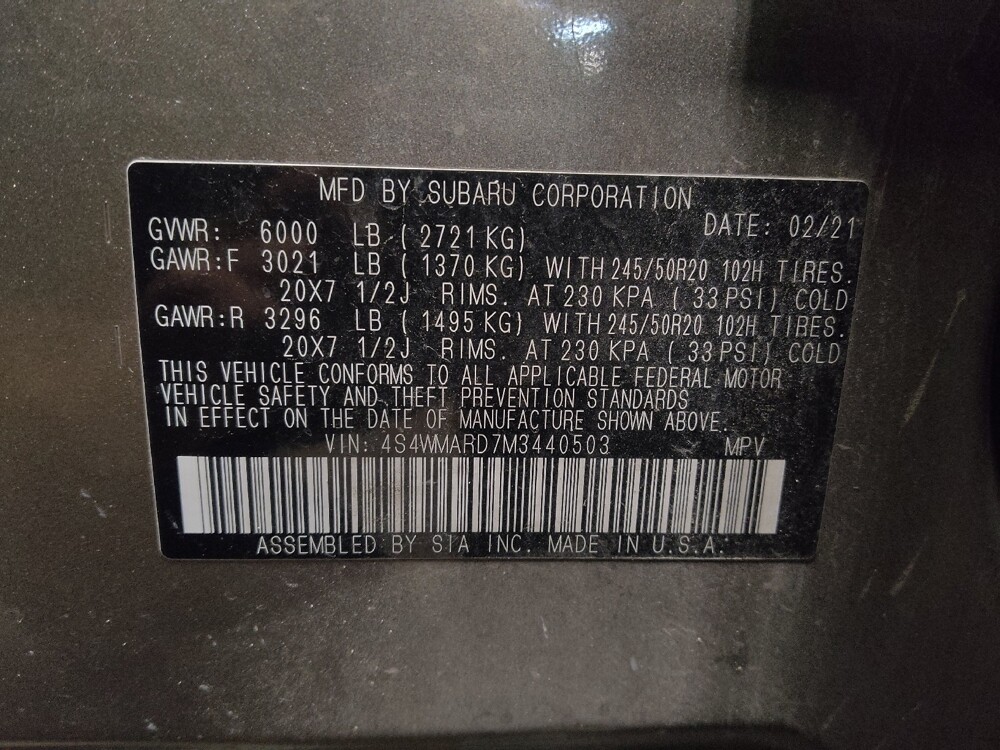 MFD BY SUBARU CORPORATION
DATE: 02/21
GVWR: 6000 LB ( 2721 KG)
GAWR:F 3021 LB ( 1370 KG) WITH 245/50R20 102H TIRES.
20X7 1/2J RIMS. AT 230 KPA ( 33 PSI) COLD
GAWR:R 3296 LB ( 1495 KG) WITH 245/50R20 102H TIRES.
20X7 1/2J RIMS. AT 230 KPA ( 33 PSI) COLD
THIS VEHICLE CONFORMS TO ALL APPLICABLE FEDERAL MOTOR
VEHICLE SAFETY AND THEFT PREVENTION STANDARDS
IN EFFECT ON THE DATE OF MANUFACTURE SHOWN ABOVE.
VIN: 4S4WMARD7M3440503 MPV
ASSEMBLED BY SIA INC. MADE IN U.S.A.